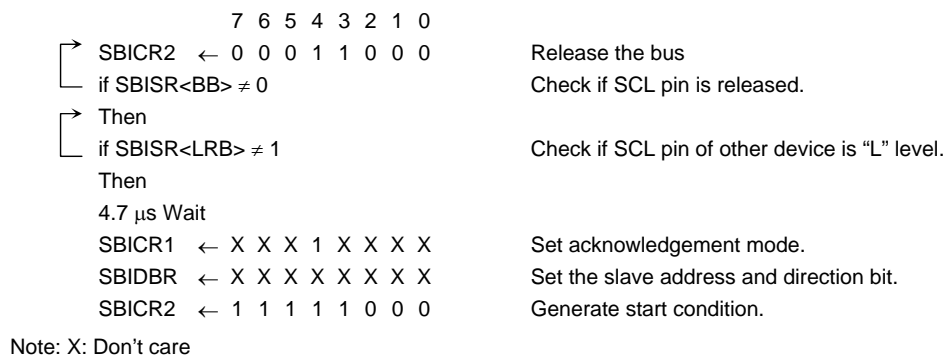 7 6 5 4 3 2 1 0
SBICR2 ← 0 0 0 1 1 0 0 0 Release the bus
if SBISR<BB> ≠ 0 Check if SCL pin is released.
Then
if SBISR<LRB> ≠ 1 Check if SCL pin of other device is “L” level.
Then
4.7 μs Wait
SBICR1 ← X X X 1 X X X X Set acknowledgement mode.
SBIDBR ← X X X X X X X X Set the slave address and direction bit.
SBICR2 ← 1 1 1 1 1 0 0 0 Generate start condition.
Note: X: Don’t care